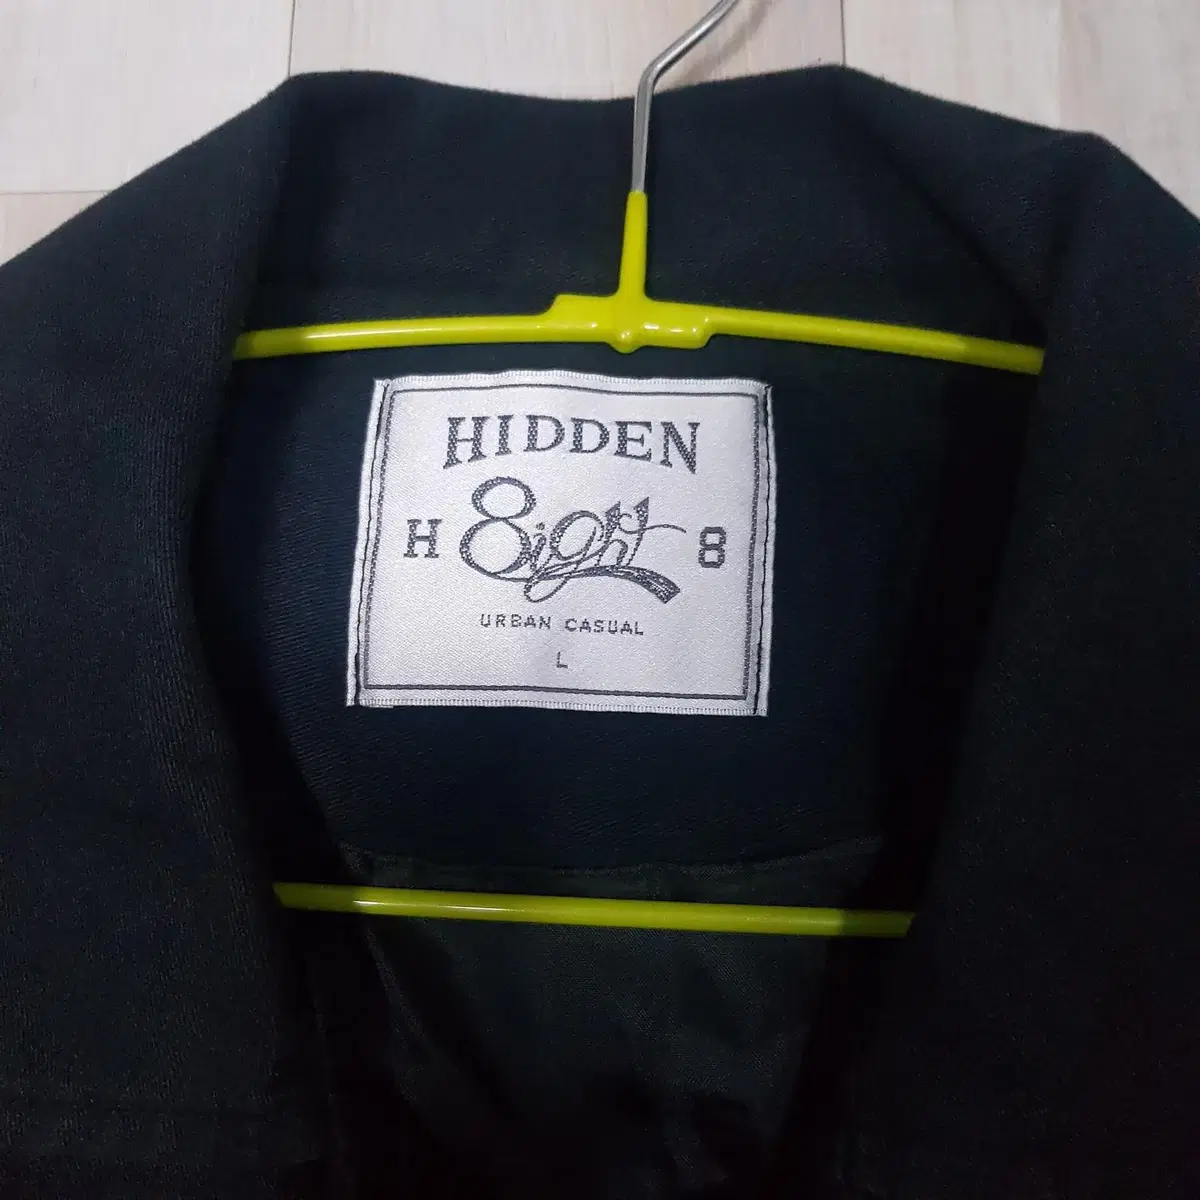 HIDDEN
H 8ight 8
URBAN CASUAL
L